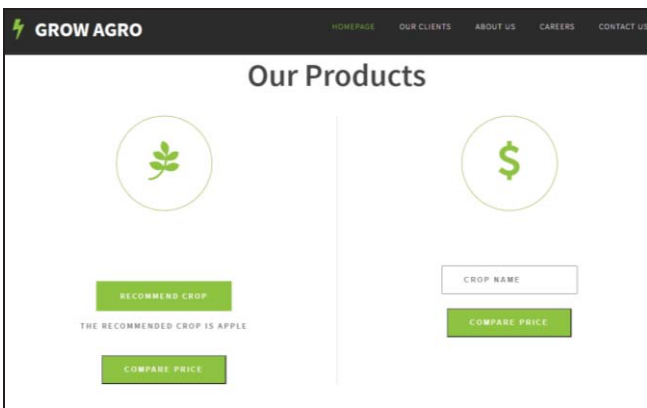 GROW AGRO
HOMEPAGE OUR CLIENTS ABOUT US CAREERS CONTACT US
Our Products
$
RECOMMEND CROP
THE RECOMMENDED CROP IS APPLE
COMPARE PRICE
CROP NAME
COMPARE PRICE